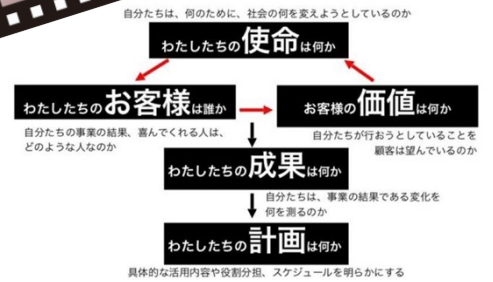 自分たちは、何のために、社会の何を変えようとしているのか
わたしたちの使命は何か
わたしたちのお客様は誰か
自分たちの事業の結果、喜んでくれる人は、
どのような人なのか
お客様の価値は何か
自分たちが行おうとしていることを
顧客は望んでいるのか
わたしたちの成果は何か
自分たちは、事業の結果である変化を
何を測るのか
わたしたちの計画は何か
具体的な活用内容や役割分担、スケジュールを明らかにする